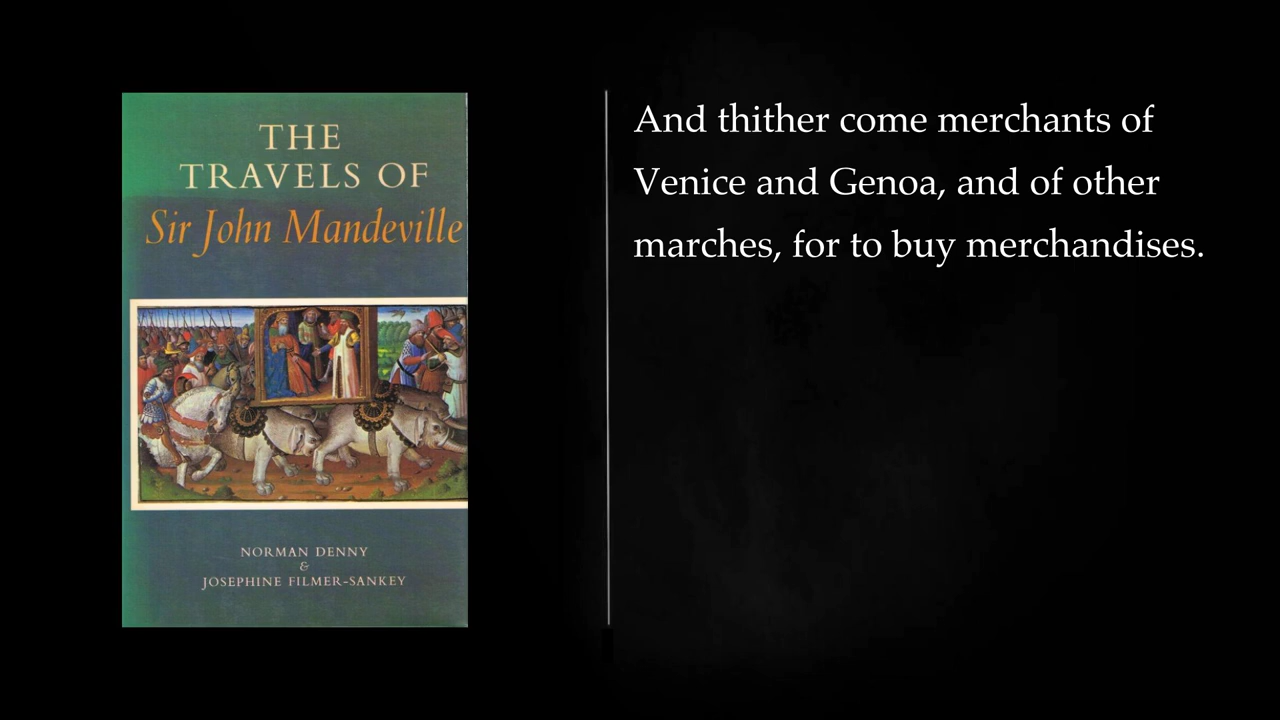 THE
TRAVELS OF
Sir John Mandeville
NORMAN DENNY
&
JOSEPHINE FILMER-SANKEY
And thither come merchants of
Venice and Genoa, and of other
marches, for to buy merchandises.